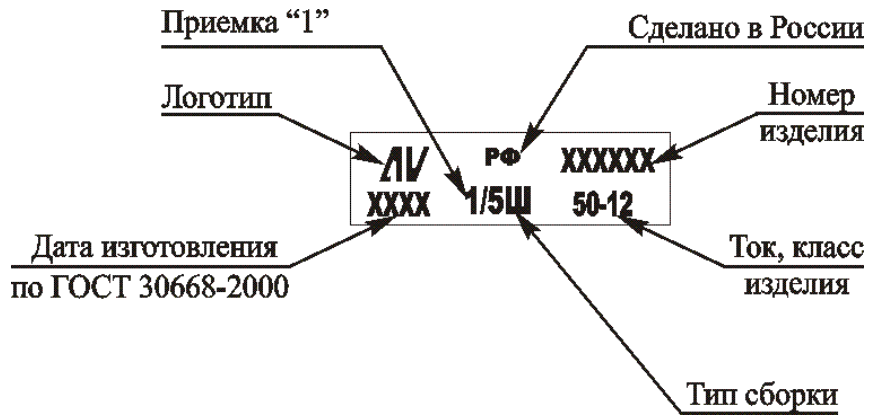 Приемка “1”
Сделано в России
Логотип
Номер
изделия
РФ
XXXXXX
XXXX
1/5Ш
50-12
Дата изготовления
по ГОСТ 30668-2000
Ток, класс
изделия
Тип сборки